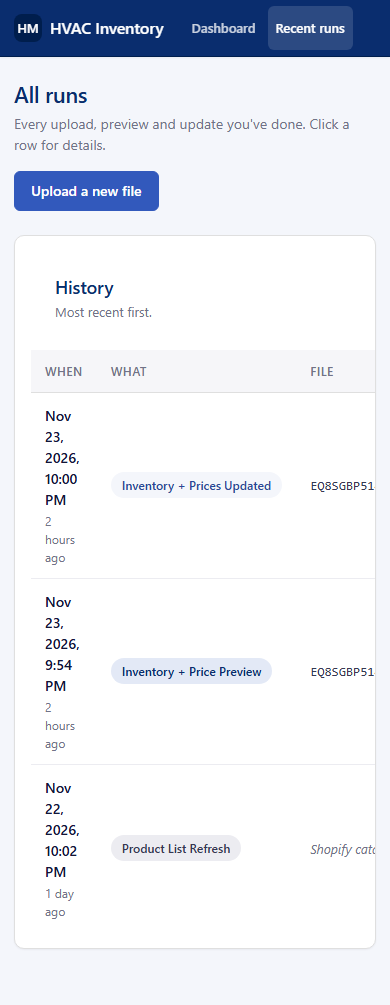 HM HVAC Inventory Dashboard Recent runs
All runs
Every upload, preview and update you've done. Click a
row for details.
Upload a new file
History
Most recent first.
WHEN WHAT FILE
Nov
23,
2026,
10:00
PM
2
hours
ago
Inventory + Prices Updated
EQ8SGBP51
Nov
23,
2026,
9:54
PM
2
hours
ago
Inventory + Price Preview
EQ8SGBP51
Nov
22,
2026,
10:02
PM
1 day
ago
Product List Refresh
Shopify